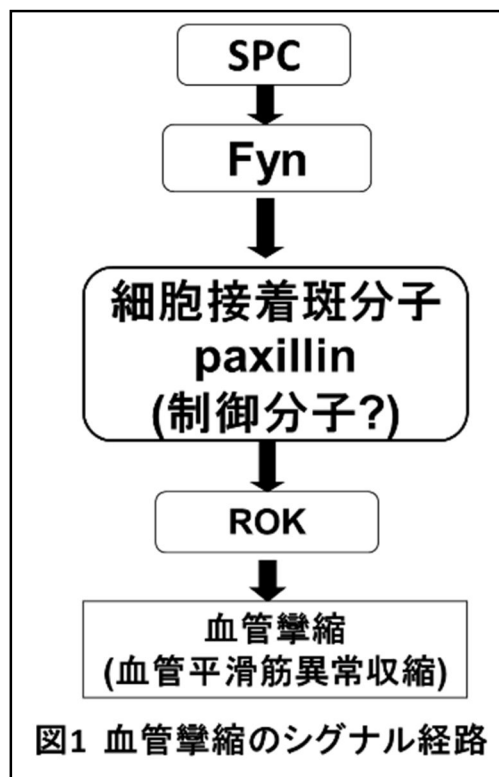 SPC
Fyn
細胞接着斑分子
paxillin
(制御分子?)
ROK
血管攣縮
(血管平滑筋異常収縮)
図1 血管攣縮のシグナル経路